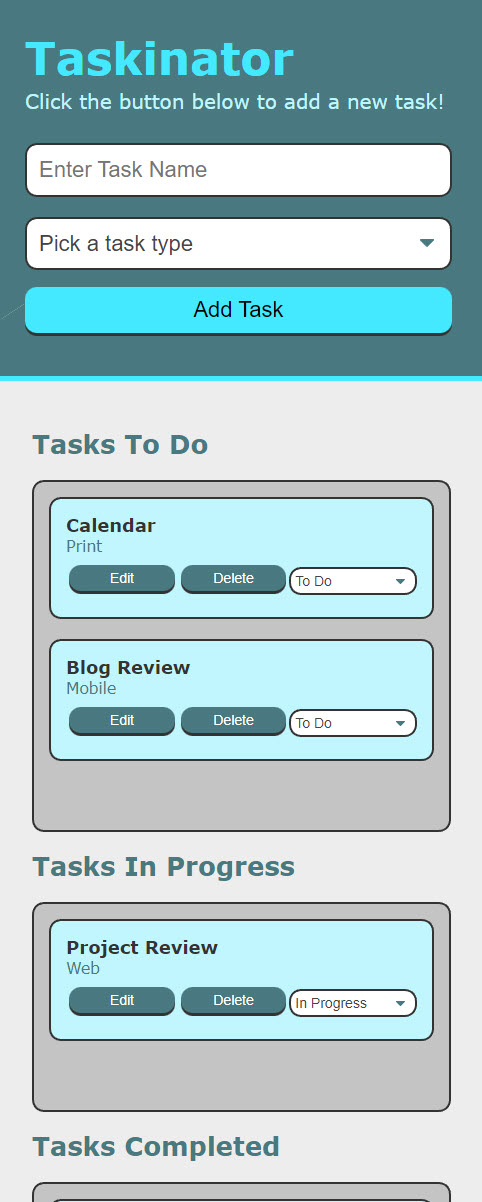 Taskinator
Click the button below to add a new task!
Enter Task Name
Pick a task type
Add Task
Tasks To Do
Calendar
Print
Edit Delete To Do
Blog Review
Mobile
Edit Delete To Do
Tasks In Progress
Project Review
Web
Edit Delete In Progress
Tasks Completed